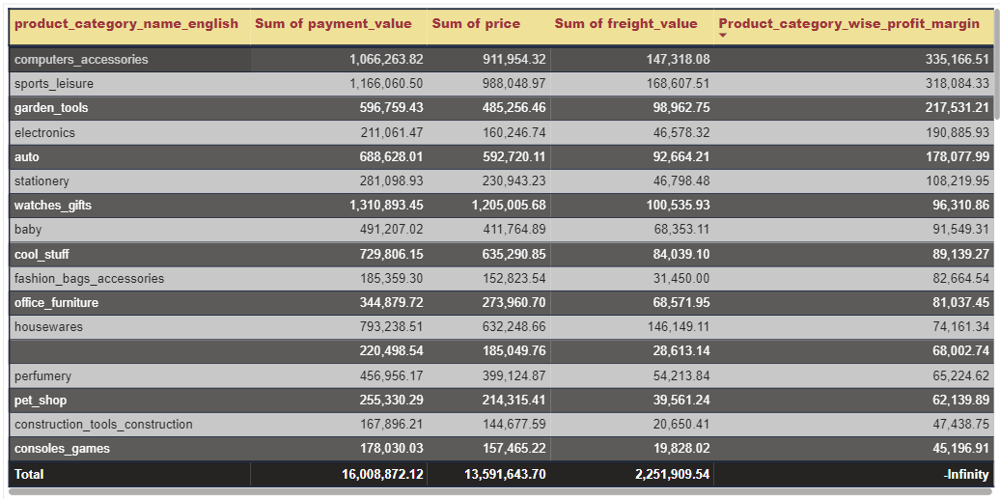 product_category_name_english Sum of payment_value Sum of price Sum of freight_value Product_category_wise_profit_margin
computers_accessories 1,066,263.82 911,954.32 147,318.08 335,166.51
sports_leisure 1,166,060.50 988,048.97 168,607.51 318,084.33
garden_tools 596,759.43 485,256.46 98,962.75 217,531.21
electronics 211,061.47 160,246.74 46,578.32 190,885.93
auto 688,628.01 592,720.11 92,664.21 178,077.99
stationery 281,098.93 230,943.23 46,798.48 108,219.95
watches_gifts 1,310,893.45 1,205,005.68 100,535.93 96,310.86
baby 491,207.02 411,764.89 68,353.11 91,549.31
cool_stuff 729,806.15 635,290.85 84,039.10 89,139.27
fashion_bags_accessories 185,359.30 152,823.54 31,450.00 82,664.54
office_furniture 344,879.72 273,960.70 68,571.95 81,037.45
housewares 793,238.51 632,248.66 146,149.11 74,161.34
220,498.54 185,049.76 28,613.14 68,002.74
perfumery 456,956.17 399,124.87 54,213.84 65,224.62
pet_shop 255,330.29 214,315.41 39,561.24 62,139.89
construction_tools_construction 167,896.21 144,677.59 20,650.41 47,438.75
consoles_games 178,030.03 157,465.22 19,828.02 45,196.91
Total 16,008,872.12 13,591,643.70 2,251,909.54 -Infinity